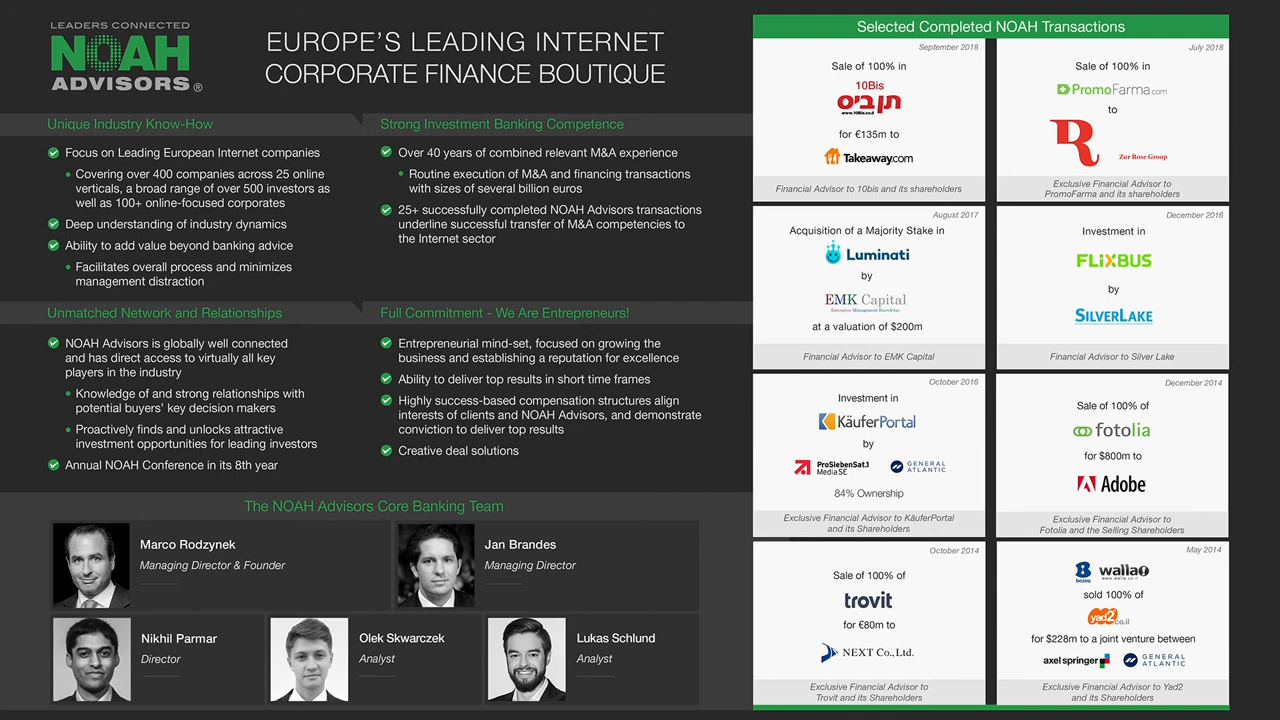 LEADERS CONNECTED
NOAH
ADVISORS®
EUROPE'S LEADING INTERNET
CORPORATE FINANCE BOUTIQUE
Unique Industry Know-How
Focus on Leading European Internet companies
• Covering over 400 companies across 25 online
verticals, a broad range of over 500 investors as
well as 100+ online-focused corporates
Deep understanding of industry dynamics
Ability to add value beyond banking advice
• Facilitates overall process and minimizes
management distraction
Strong Investment Banking Competence
Over 40 years of combined relevant M&A experience
• Routine execution of M&A and financing transactions
with sizes of several billion euros
25+ successfully completed NOAH Advisors transactions
underline successful transfer of M&A competencies to
the Internet sector
Unmatched Network and Relationships
NOAH Advisors is globally well connected
and has direct access to virtually all key
players in the industry
• Knowledge of and strong relationships with
potential buyers' key decision makers
• Proactively finds and unlocks attractive
investment opportunities for leading investors
Annual NOAH Conference in its 8th year
Full Commitment - We Are Entrepreneurs!
Entrepreneurial mind-set, focused on growing the
business and establishing a reputation for excellence
Ability to deliver top results in short time frames
Highly success-based compensation structures align
interests of clients and NOAH Advisors, and demonstrate
conviction to deliver top results
Creative deal solutions
The NOAH Advisors Core Banking Team
Marco Rodzynek
Managing Director & Founder
Jan Brandes
Managing Director
Nikhil Parmar
Director
Olek Skwarczek
Analyst
Lukas Schlund
Analyst
Selected Completed NOAH Transactions
September 2018
Sale of 100% in
10Bis
תן ביס
www.10Bis.co.il
for €135m to
Takeaway.com
Financial Advisor to 10bis and its shareholders
July 2018
Sale of 100% in
PromoFarma.com
to
R
Zur Rose Group
Exclusive Financial Advisor to
PromoFarma and its shareholders
August 2017
Acquisition of a Majority Stake in
Luminati
by
EMK Capital
Enterprise Management Knowledge
at a valuation of $200m
Financial Advisor to EMK Capital
December 2016
Investment in
FLiXBUS
by
SILVERLAKE
Financial Advisor to Silver Lake
October 2016
Investment in
KäuferPortal
by
ProSiebenSat.1
Media SE
GENERAL
ATLANTIC
84% Ownership
Exclusive Financial Advisor to KäuferPortal
and its Shareholders
December 2014
Sale of 100% of
fotolia
for $800m to
Adobe
Exclusive Financial Advisor to
Fotolia and the Selling Shareholders
October 2014
Sale of 100% of
trovit
for €80m to
NEXT Co.,Ltd.
Exclusive Financial Advisor to
Trovit and its Shareholders
May 2014
Bezeq
walla!
www.walla.co.il
sold 100% of
yad2.co.il
for $228m to a joint venture between
axel springer
GENERAL
ATLANTIC
Exclusive Financial Advisor to Yad2
and its Shareholders